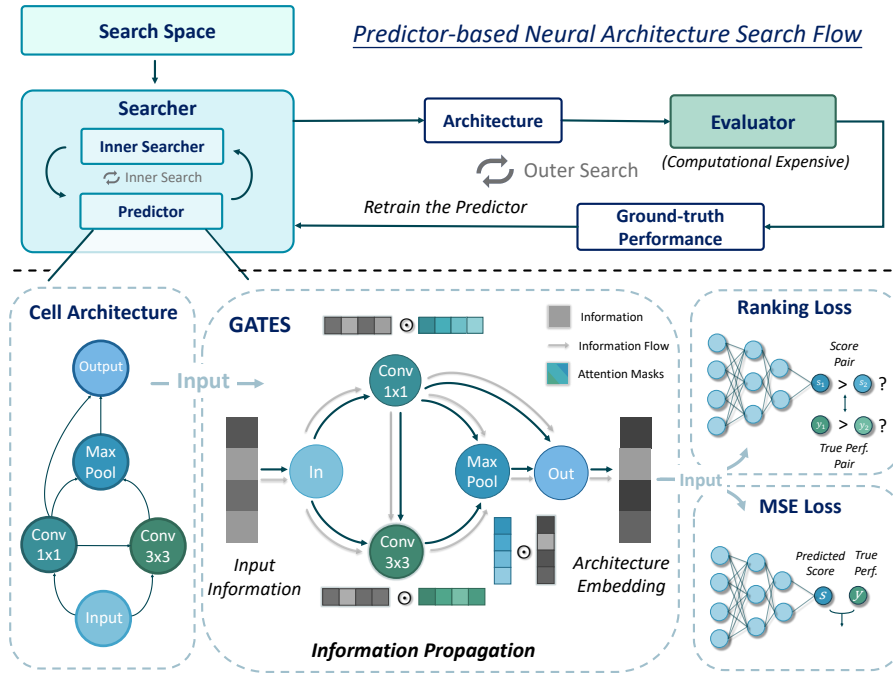 Search Space
Predictor-based Neural Architecture Search Flow
Searcher
Inner Searcher
Inner Search
Predictor
Architecture
Evaluator
(Computational Expensive)
Outer Search
Retrain the Predictor
Ground-truth
Performance
Cell Architecture
Output
Max
Pool
Conv
1x1
Conv
3x3
Input
Input
GATES
Information
Information Flow
Attention Masks
Conv
1x1
In
Max
Pool
Out
Conv
3x3
Input
Information
Architecture
Embedding
Information Propagation
Input
Ranking Loss
Score
Pair
s₁ > s₂ ?
y₁ > y₂ ?
True Perf.
Pair
MSE Loss
Predicted
Score
True
Perf.
s y